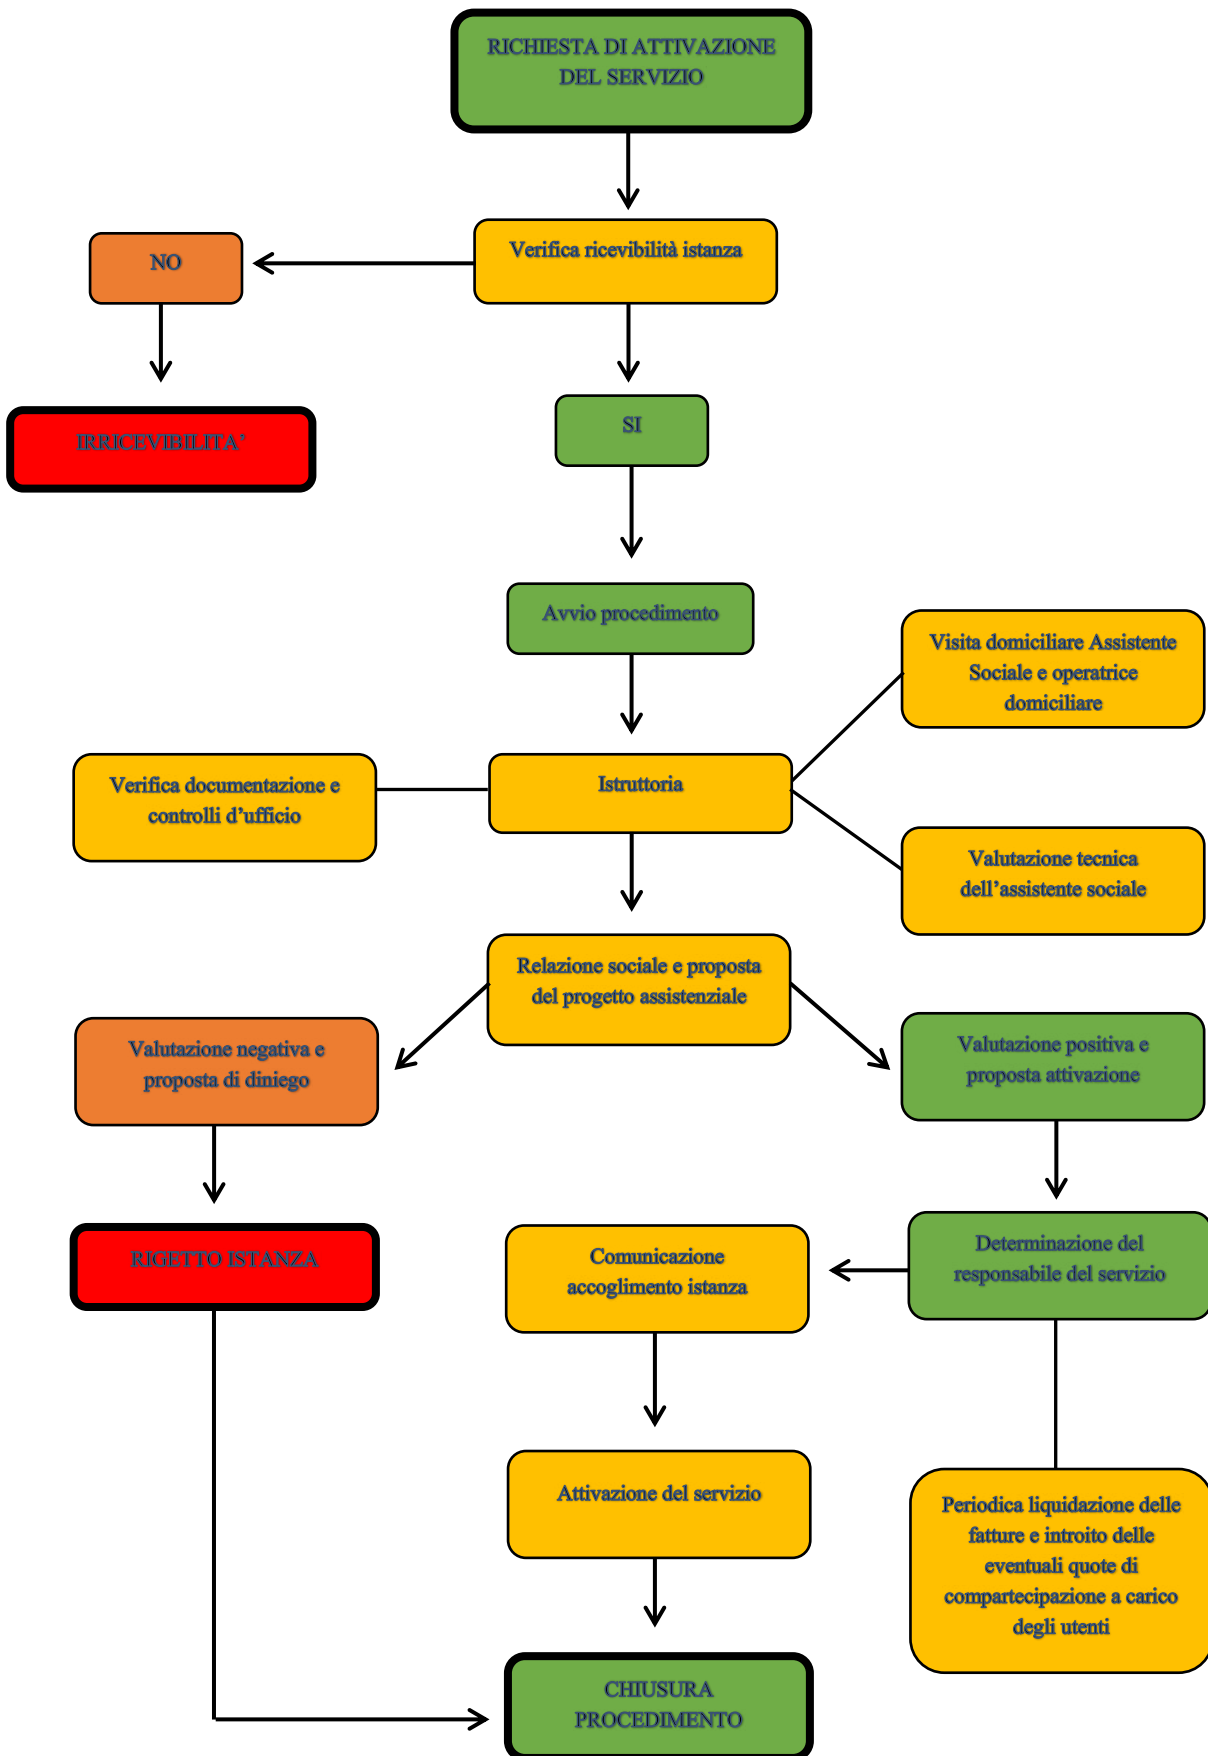 RICHIESTA DI ATTIVAZIONE
DEL SERVIZIO
Verifica ricevibilità istanza
NO
IRRICEVIBILITA’
SI
Avvio procedimento
Visita domiciliare Assistente
Sociale e operatrice
domiciliare
Verifica documentazione e
controlli d’ufficio
Istruttoria
Valutazione tecnica
dell’assistente sociale
Relazione sociale e proposta
del progetto assistenziale
Valutazione negativa e
proposta di diniego
Valutazione positiva e
proposta attivazione
RIGETTO ISTANZA
Comunicazione
accoglimento istanza
Determinazione del
responsabile del servizio
Attivazione del servizio
Periodica liquidazione delle
fatture e introito delle
eventuali quote di
compartecipazione a carico
degli utenti
CHIUSURA
PROCEDIMENTO